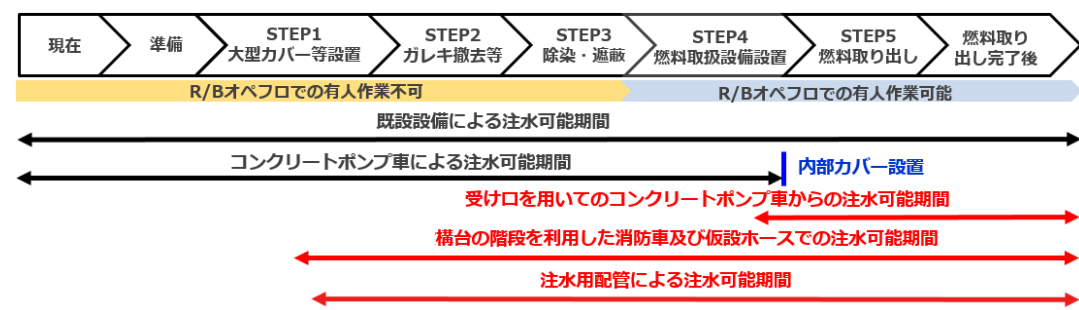 現在
準備
STEP1
大型カバー等設置
STEP2
ガレキ撤去等
STEP3
除染・遮蔽
STEP4
燃料取扱設備設置
STEP5
燃料取り出し
燃料取り
出し完了後
R/Bオペフロでの有人作業不可
R/Bオペフロでの有人作業可能
既設設備による注水可能期間
コンクリートポンプ車による注水可能期間
内部カバー設置
受け口を用いてのコンクリートポンプ車からの注水可能期間
構台の階段を利用した消防車及び仮設ホースでの注水可能期間
注水用配管による注水可能期間